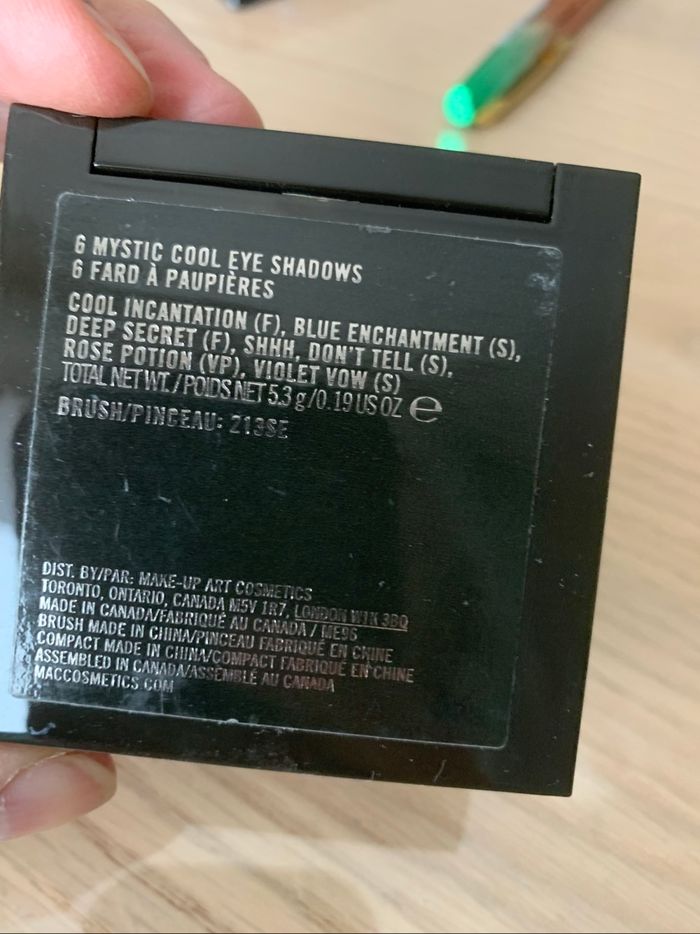 6 MYSTIC COOL EYE SHADOWS
6 FARD À PAUPIÈRES
COOL INCANTATION (F), BLUE ENCHANTMENT (S),
DEEP SECRET (F), SHHH, DON'T TELL (S),
ROSE POTION (VP), VIOLET VOW (S)
TOTAL NET WT. / POIDS NET 5.3 g / 0.19 US OZ ℮
BRUSH/PINCEAU: 213SE
DIST. BY/PAR: MAKE-UP ART COSMETICS
TORONTO, ONTARIO, CANADA M5V 1R7, LONDON W1K 3BQ
MADE IN CANADA/FABRIQUÉ AU CANADA / ME96
BRUSH MADE IN CHINA/PINCEAU FABRIQUÉ EN CHINE
COMPACT MADE IN CHINA/COMPACT FABRIQUÉ EN CHINE
ASSEMBLED IN CANADA/ASSEMBLÉ AU CANADA
MACCOSMETICS.COM